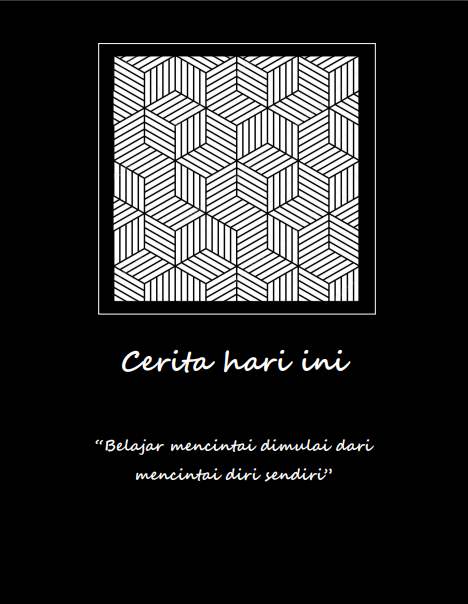 Cerita hari ini
“Belajar mencintai dimulai dari
mencintai diri sendiri”